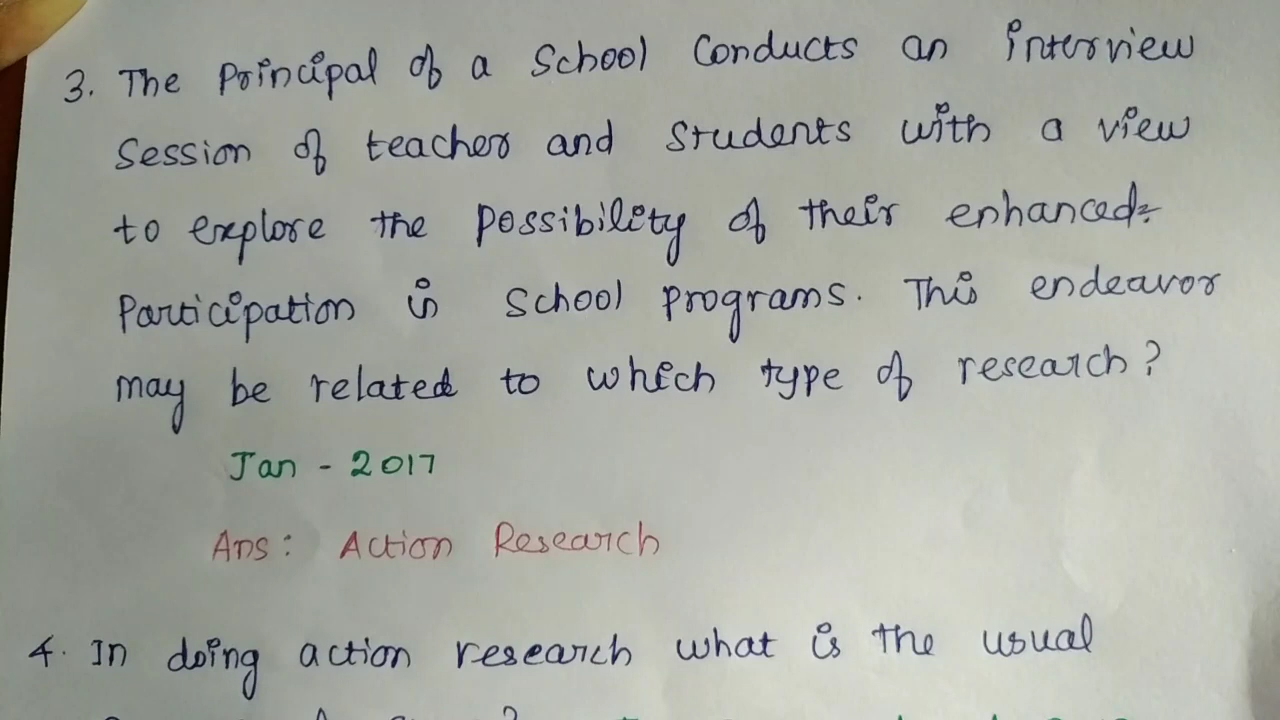 3. The Principal of a School Conducts an interview
Session of teacher and Students with a view
to explore the possibility of their enhanced-
Participation in School programs. This endeavor
may be related to which type of research?
Jan - 2017
Ans: Action Research
4. In doing action research what is the usual